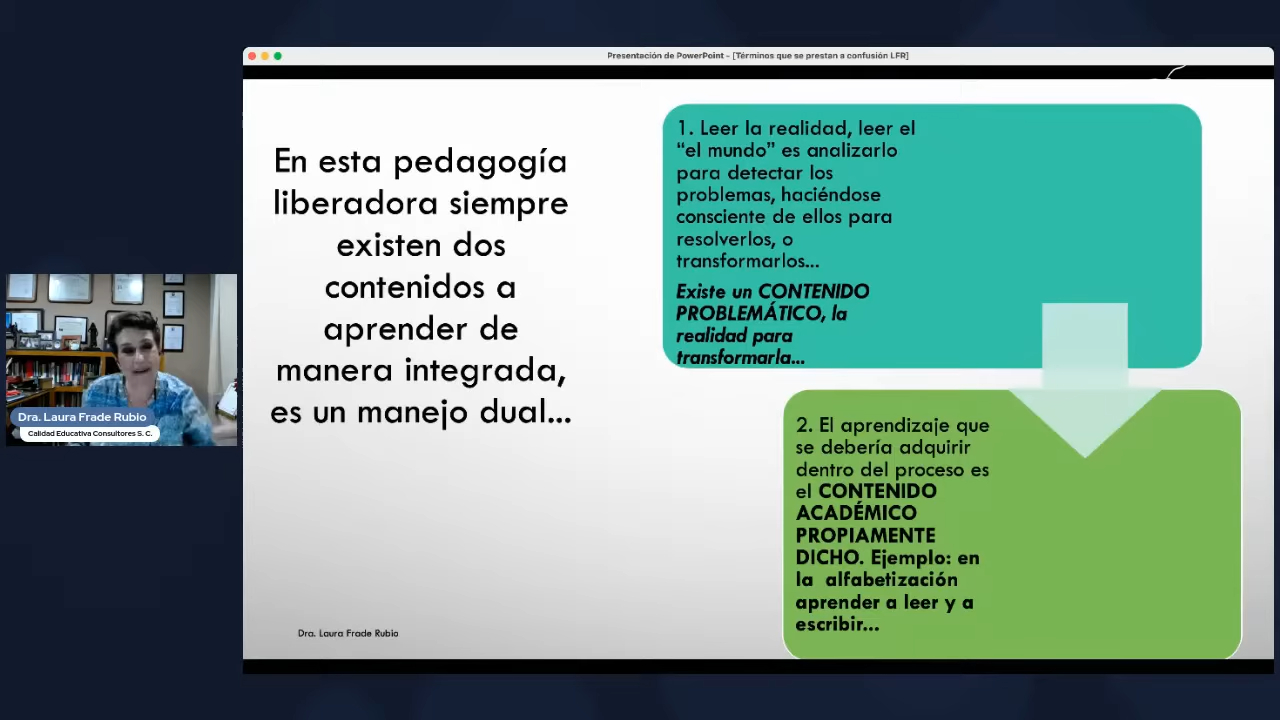 Presentación de PowerPoint - [Términos que se prestan a confusión LFR]
En esta pedagogía
liberadora siempre
existen dos
contenidos a
aprender de
manera integrada,
es un manejo dual...
1. Leer la realidad, leer el
“el mundo” es analizarlo
para detectar los
problemas, haciéndose
consciente de ellos para
resolverlos, o
transformarlos...
Existe un CONTENIDO
PROBLEMÁTICO, la
realidad para
transformarla...
2. El aprendizaje que
se debería adquirir
dentro del proceso es
el CONTENIDO
ACADÉMICO
PROPIAMENTE
DICHO. Ejemplo: en
la alfabetización
aprender a leer y a
escribir...
Dra. Laura Frade Rubio
Dra. Laura Frade Rubio
Calidad Educativa Consultores S. C.